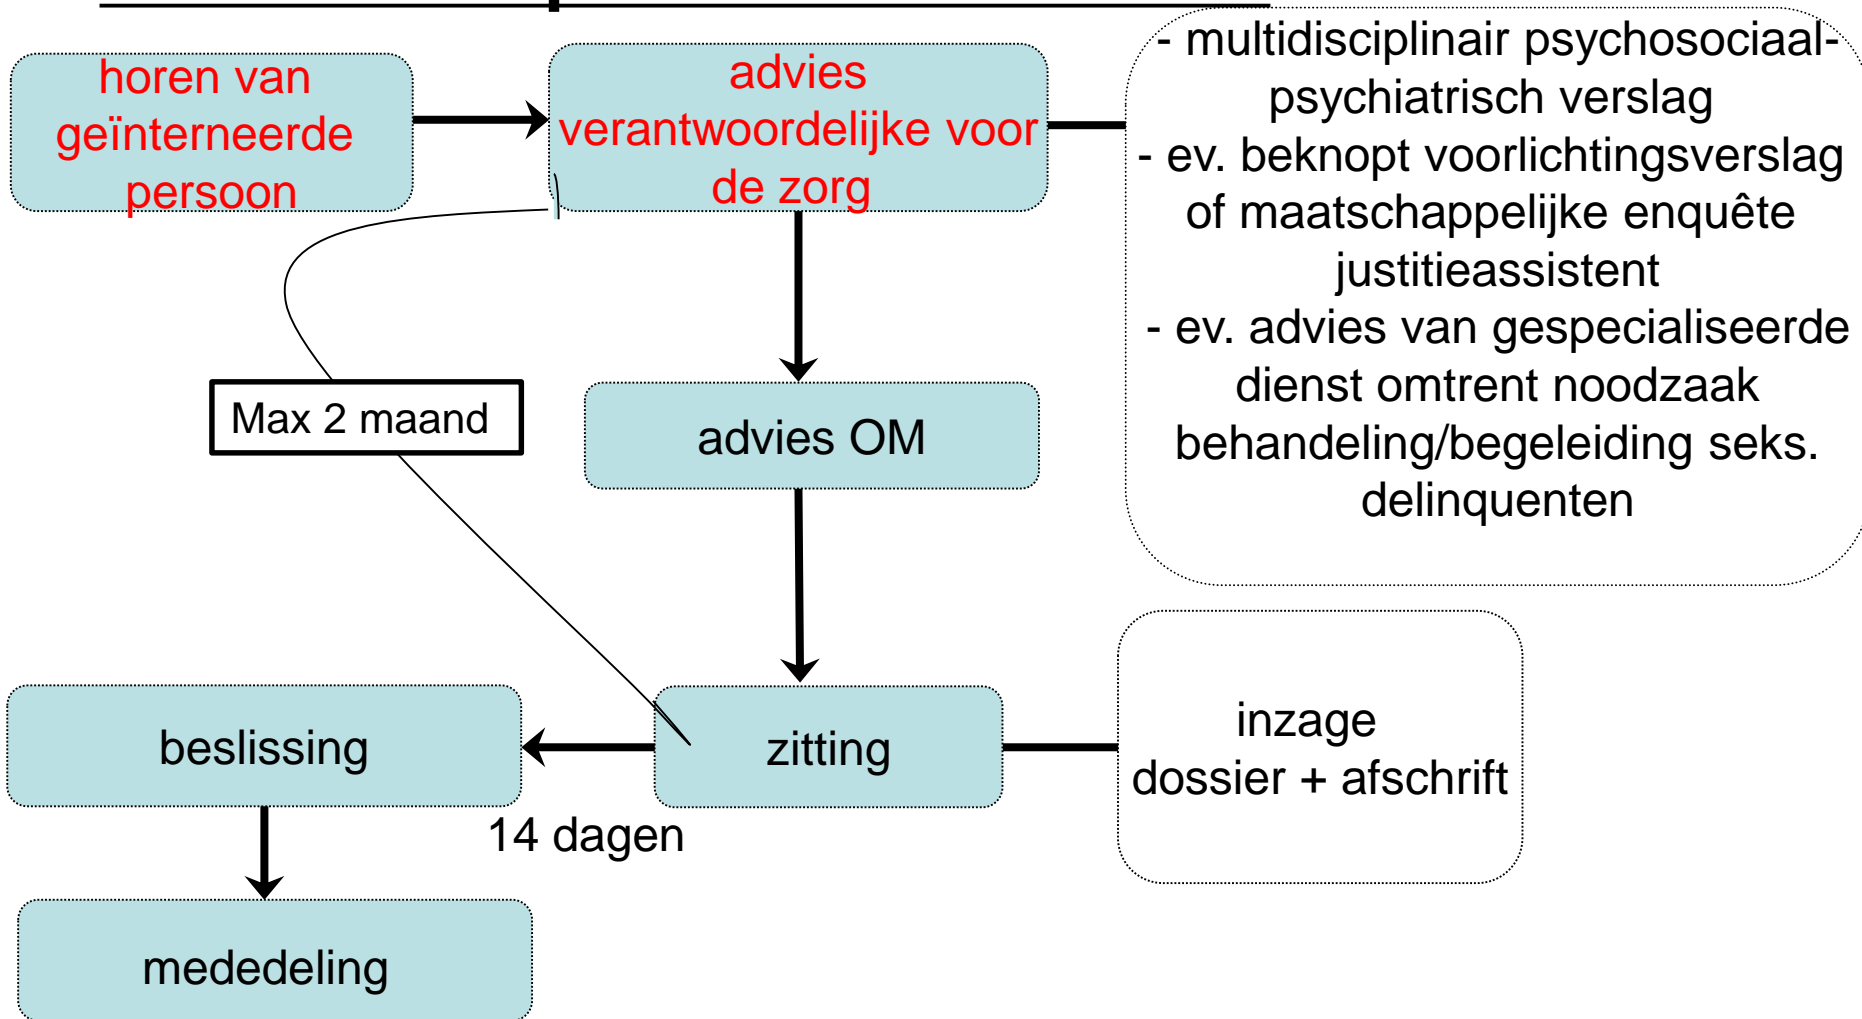 horen van
geïnterneerde
persoon
advies
verantwoordelijke voor
de zorg
- multidisciplinair psychosociaal-
psychiatrisch verslag
- ev. beknopt voorlichtingsverslag
of maatschappelijke enquête
justitieassistent
- ev. advies van gespecialiseerde
dienst omtrent noodzaak
behandeling/begeleiding seks.
delinquenten
Max 2 maand
advies OM
beslissing
zitting
inzage
dossier + afschrift
14 dagen
mededeling